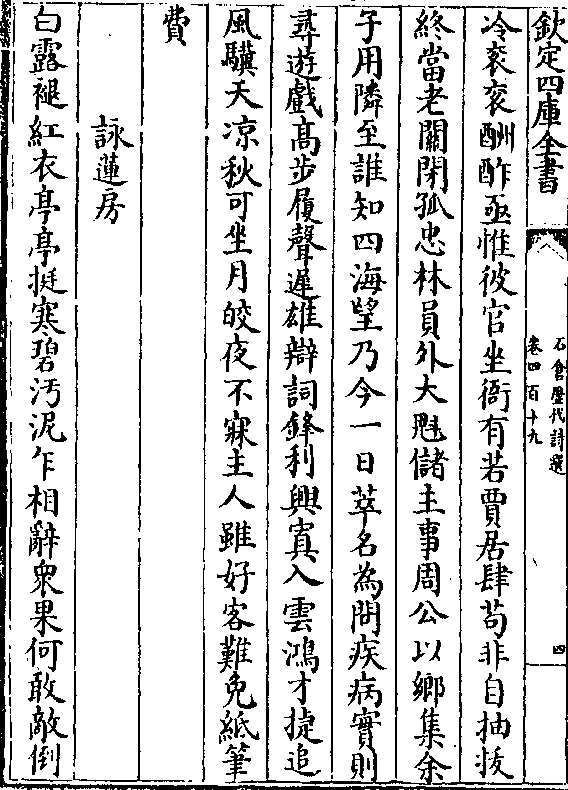 欽定四庫全書
石倉歷代詩選
卷四百十九
四
冷衮衮酬酢亟惟彼官坐衙有若賈居肆苟非自抽拔
終當老關閉孤忠林員外大魁儲主事周公以鄉集余
子用隣至誰知四海望乃今一日萃名為問疾病實則
尋遊戲髙步履聲遲雄辯詞鋒利興寘入雲鴻才捷追
風驥天凉秋可坐月皎夜不寐主人雖好客難免紙筆
費
詠蓮房
白露褪紅衣亭亭挺寒碧汚泥乍相辭衆果何敢敵倒